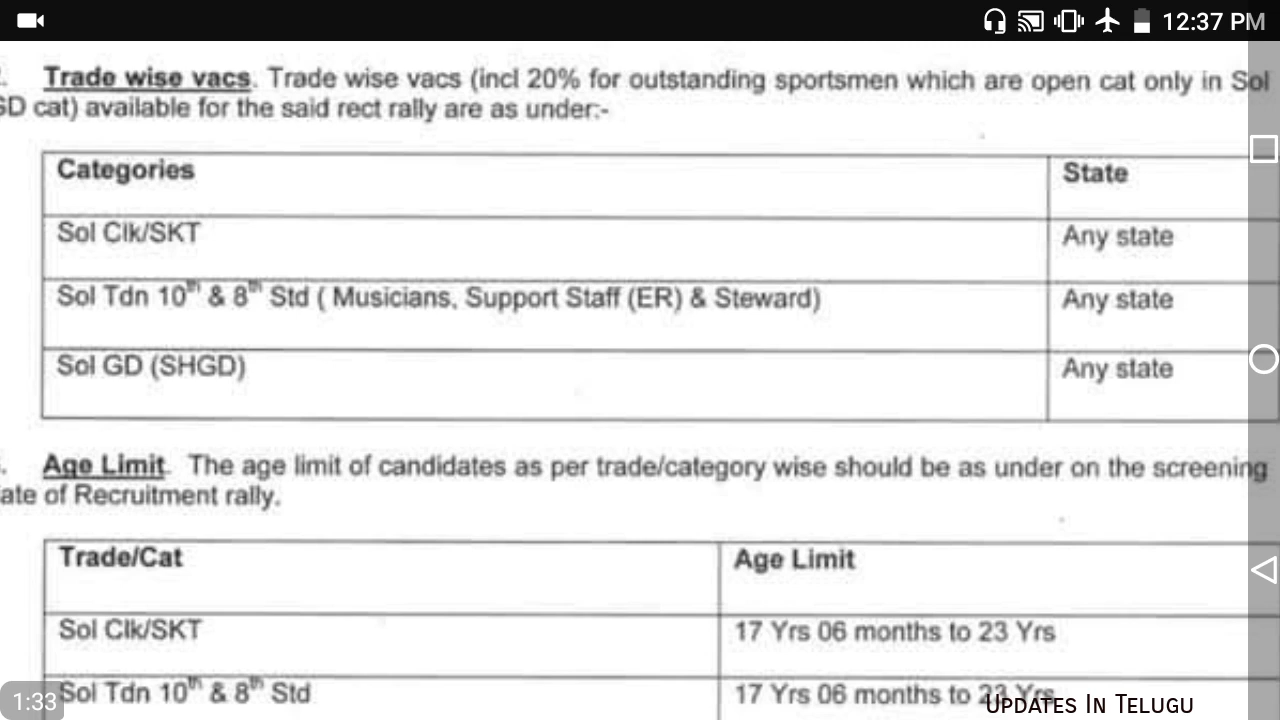 12:37 PM
Trade wise vacs. Trade wise vacs (incl 20% for outstanding sportsmen which are open cat only in Sol
GD cat) available for the said rect rally are as under:-
Categories State
Sol Clk/SKT Any state
Sol Tdn 10th & 8th Std ( Musicians, Support Staff (ER) & Steward) Any state
Sol GD (SHGD) Any state
Age Limit. The age limit of candidates as per trade/category wise should be as under on the screening
ate of Recruitment rally.
Trade/Cat Age Limit
Sol Clk/SKT 17 Yrs 06 months to 23 Yrs
Sol Tdn 10th & 8th Std 17 Yrs 06 months to 23 Yrs
1:33
UPDATES IN TELUGU